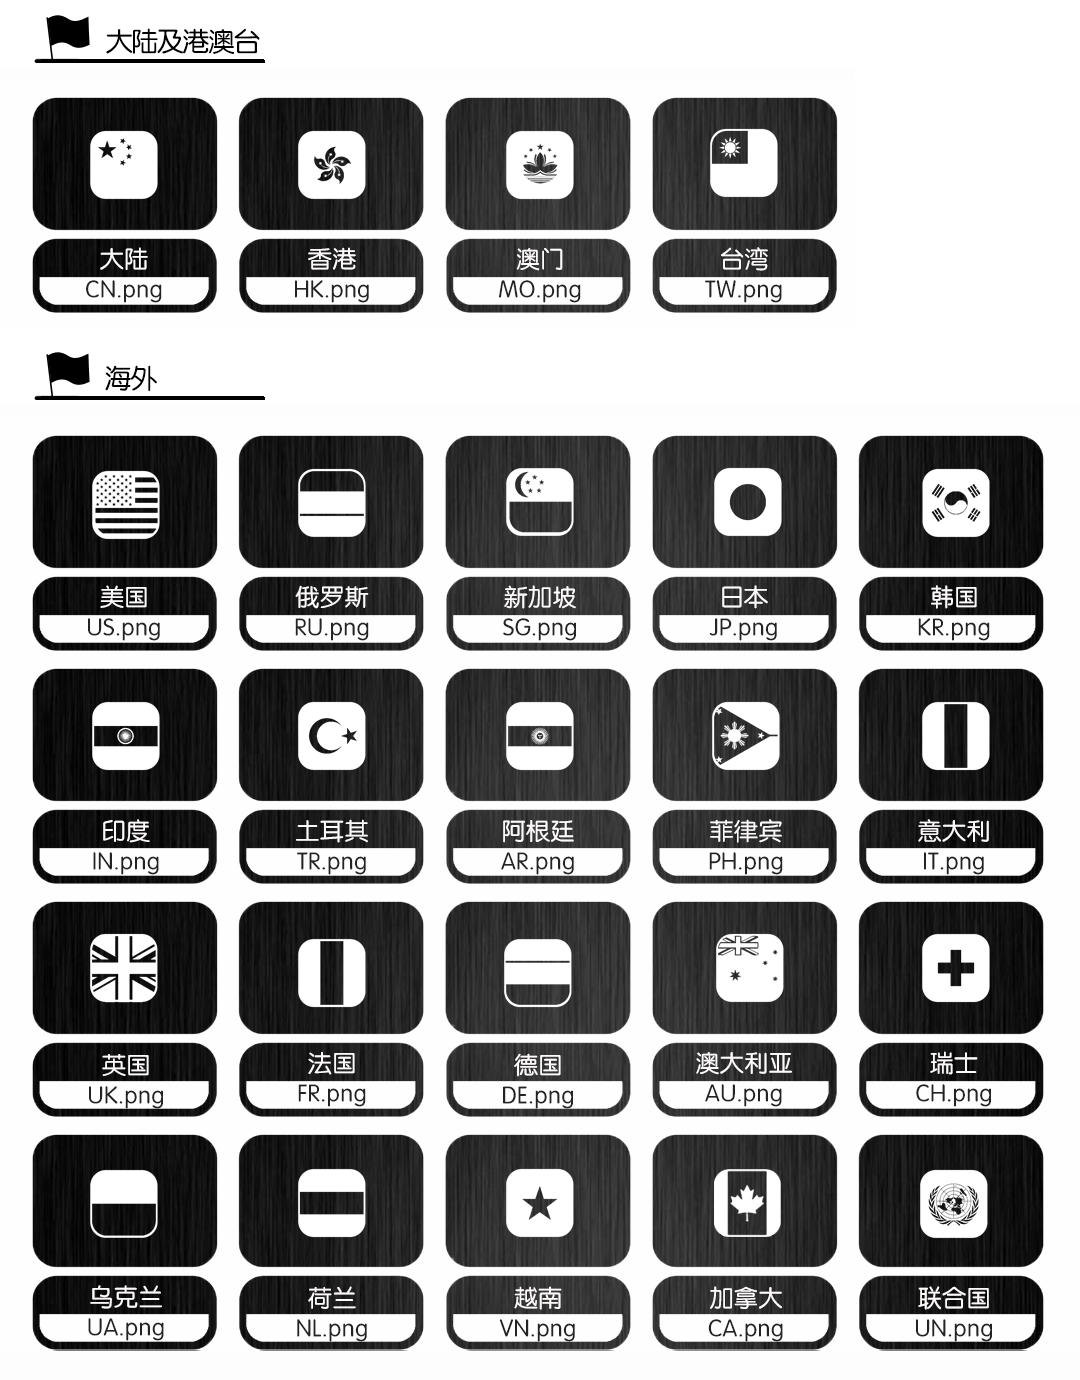 大陆及港澳台
大陆
CN.png
香港
HK.png
澳门
MO.png
台湾
TW.png
海外
美国
US.png
俄罗斯
RU.png
新加坡
SG.png
日本
JP.png
韩国
KR.png
印度
IN.png
土耳其
TR.png
阿根廷
AR.png
菲律宾
PH.png
意大利
IT.png
英国
UK.png
法国
FR.png
德国
DE.png
澳大利亚
AU.png
瑞士
CH.png
乌克兰
UA.png
荷兰
NL.png
越南
VN.png
加拿大
CA.png
联合国
UN.png